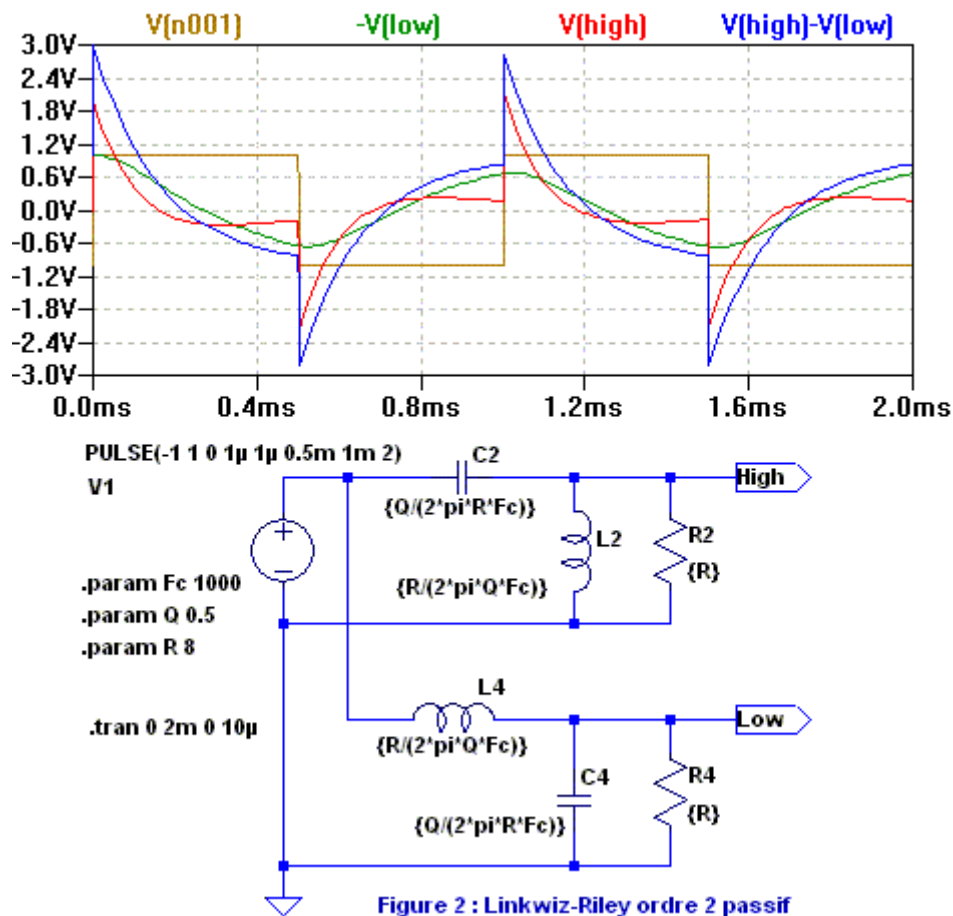 V(n001) -V(low) V(high) V(high)-V(low)
3.0V
2.4V
1.8V
1.2V
0.6V
0.0V
-0.6V
-1.2V
-1.8V
-2.4V
-3.0V
0.0ms 0.4ms 0.8ms 1.2ms 1.6ms 2.0ms
PULSE(-1 1 0 1µ 1µ 0.5m 1m 2)
V1
C2
{Q/(2*pi*R*Fc)}
High
L2
{R/(2*pi*Q*Fc)}
R2
{R}
.param Fc 1000
.param Q 0.5
.param R 8
.tran 0 2m 0 10µ
L4
{R/(2*pi*Q*Fc)}
Low
C4
{Q/(2*pi*R*Fc)}
R4
{R}
Figure 2 : Linkwiz-Riley ordre 2 passif